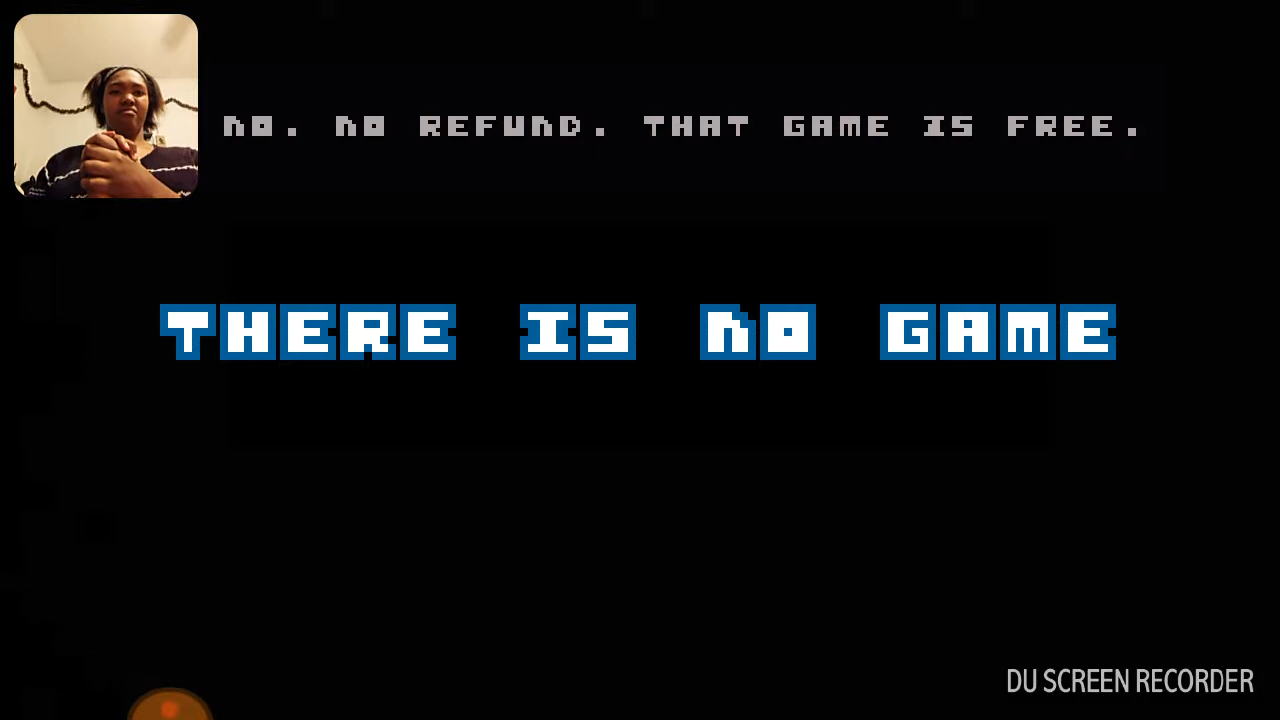 NO. NO REFUND. THAT GAME IS FREE.
THERE IS NO GAME
DU SCREEN RECORDER